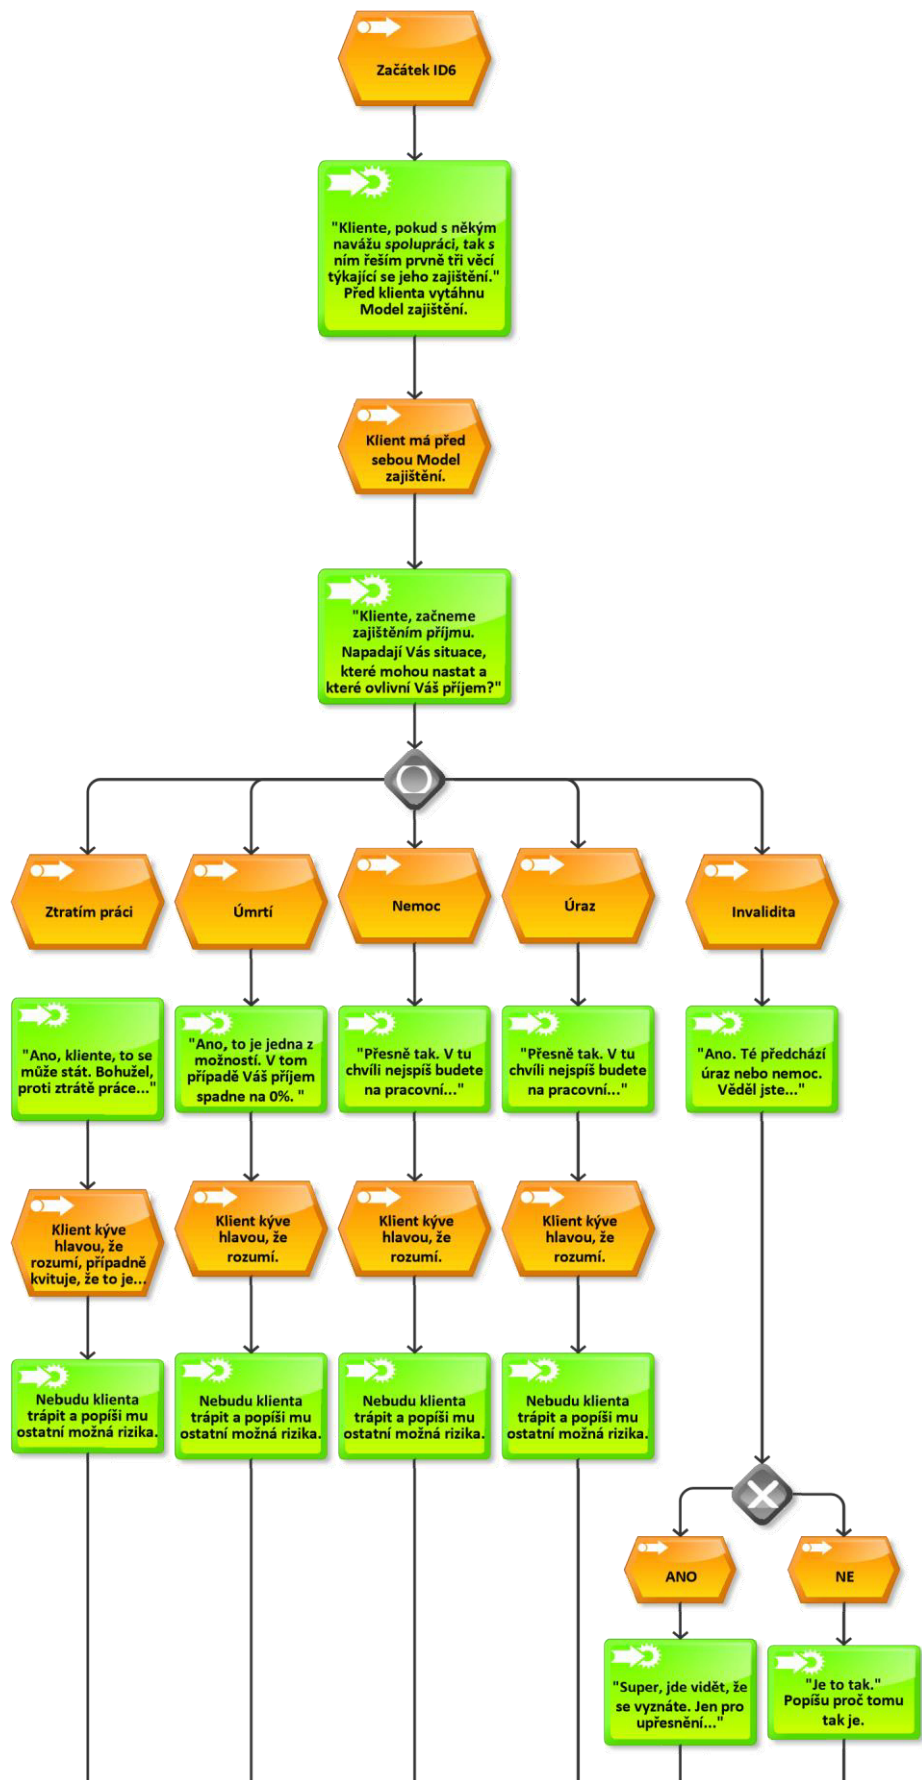 Začátek ID6
"Kliente, pokud s někým
navážu spolupráci, tak s
ním řeším prvně tři věcí
týkající se jeho zajištění."
Před klienta vytáhnu
Model zajištění.
Klient má před
sebou Model
zajištění.
"Kliente, začneme
zajištěním příjmu.
Napadají Vás situace,
které mohou nastat a
které ovlivní Váš příjem?"
Ztratím práci
Úmrtí
Nemoc
Úraz
Invalidita
"Ano, kliente, to se
může stát. Bohužel,
proti ztrátě práce..."
"Ano, to je jedna z
možností. V tom
případě Váš příjem
spadne na 0%. "
"Přesně tak. V tu
chvíli nejspíš budete
na pracovní..."
"Přesně tak. V tu
chvíli nejspíš budete
na pracovní..."
"Ano. Té předchází
úraz nebo nemoc.
Věděl jste..."
Klient kýve
hlavou, že
rozumí, případně
kvituje, že to je...
Klient kýve
hlavou, že
rozumí.
Klient kýve
hlavou, že
rozumí.
Klient kýve
hlavou, že
rozumí.
Nebudu klienta
trápit a popíši mu
ostatní možná rizika.
Nebudu klienta
trápit a popíši mu
ostatní možná rizika.
Nebudu klienta
trápit a popíši mu
ostatní možná rizika.
Nebudu klienta
trápit a popíši mu
ostatní možná rizika.
ANO
NE
"Super, jde vidět, že
se vyznáte. Jen pro
upřesnění..."
"Je to tak."
Popíšu proč tomu
tak je.